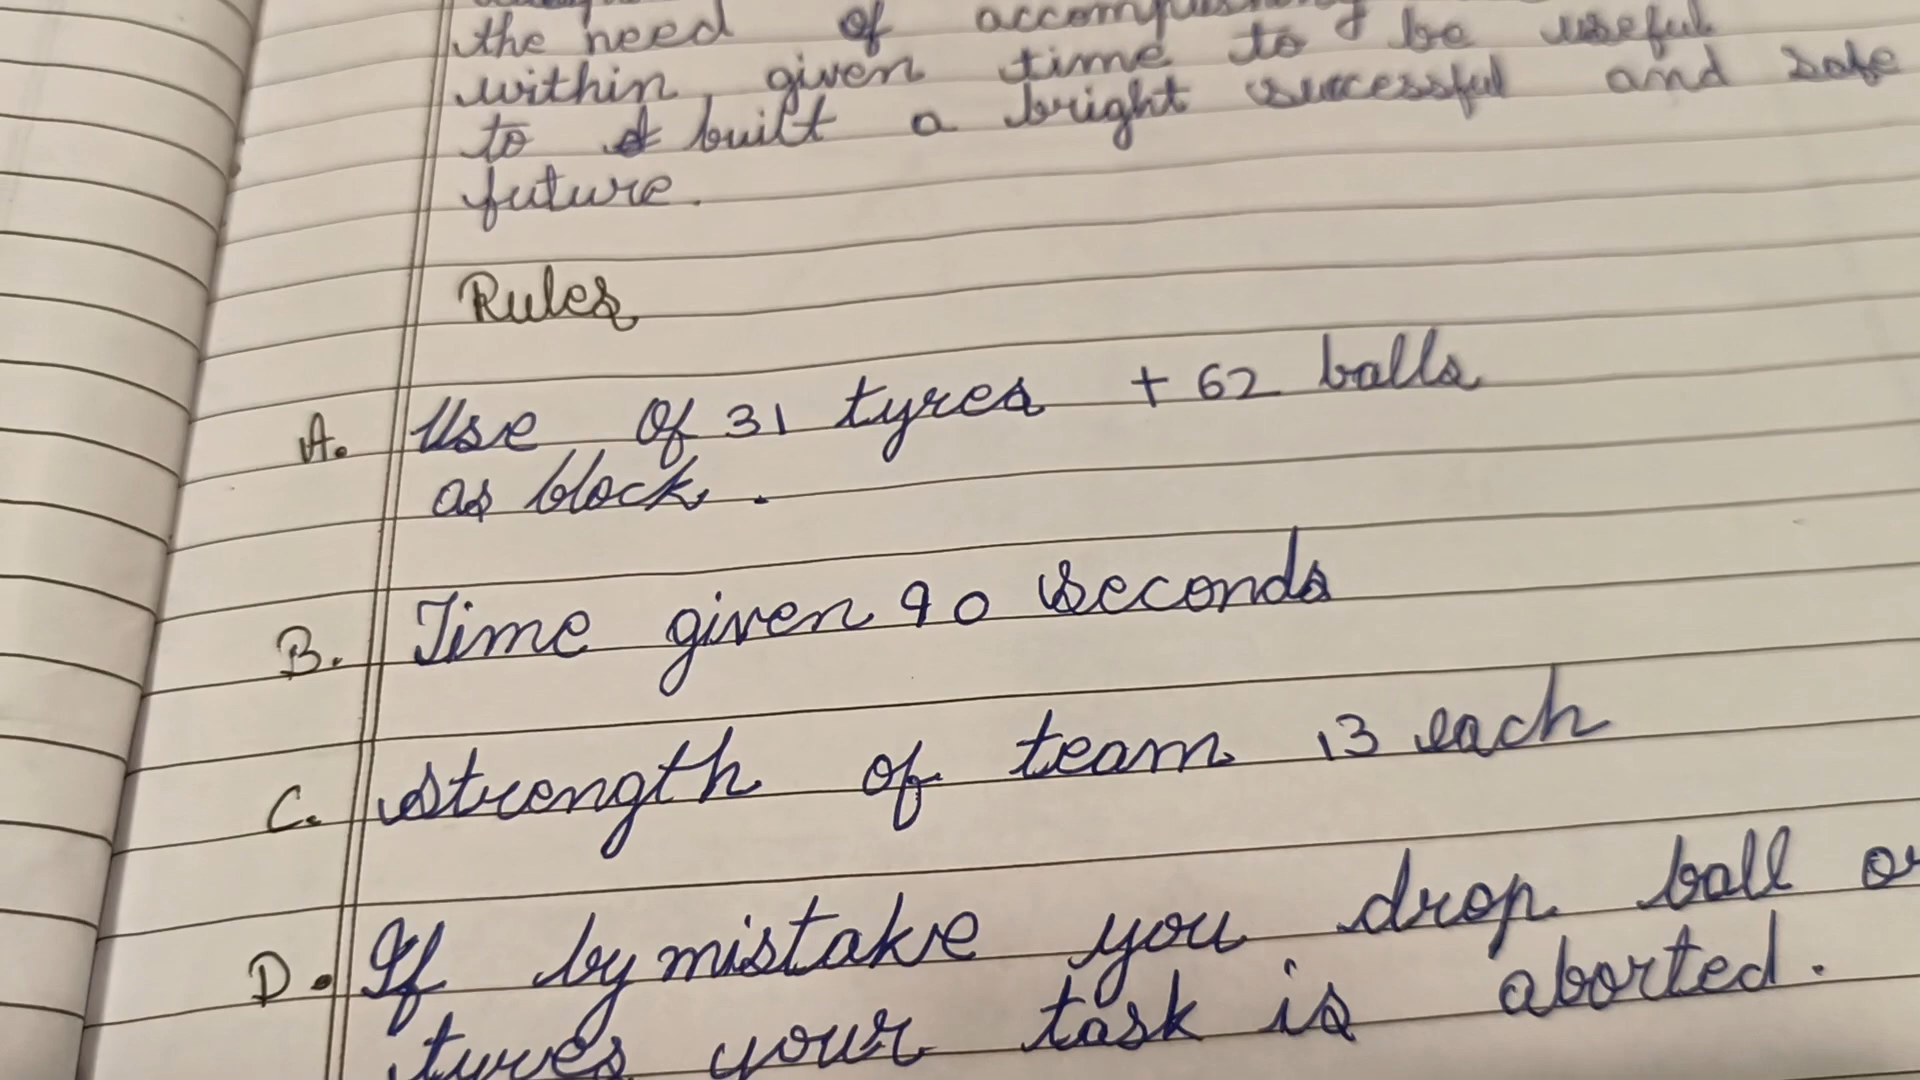 the need of
within given time to be useful
to built a bright successful and safe
future.
Rules
A. Use of 31 tyres + 62 balls
as block.
B. Time given 90 seconds
C. strength of team 13 each
D. If by mistake you drop ball or
tyres your task is aborted.